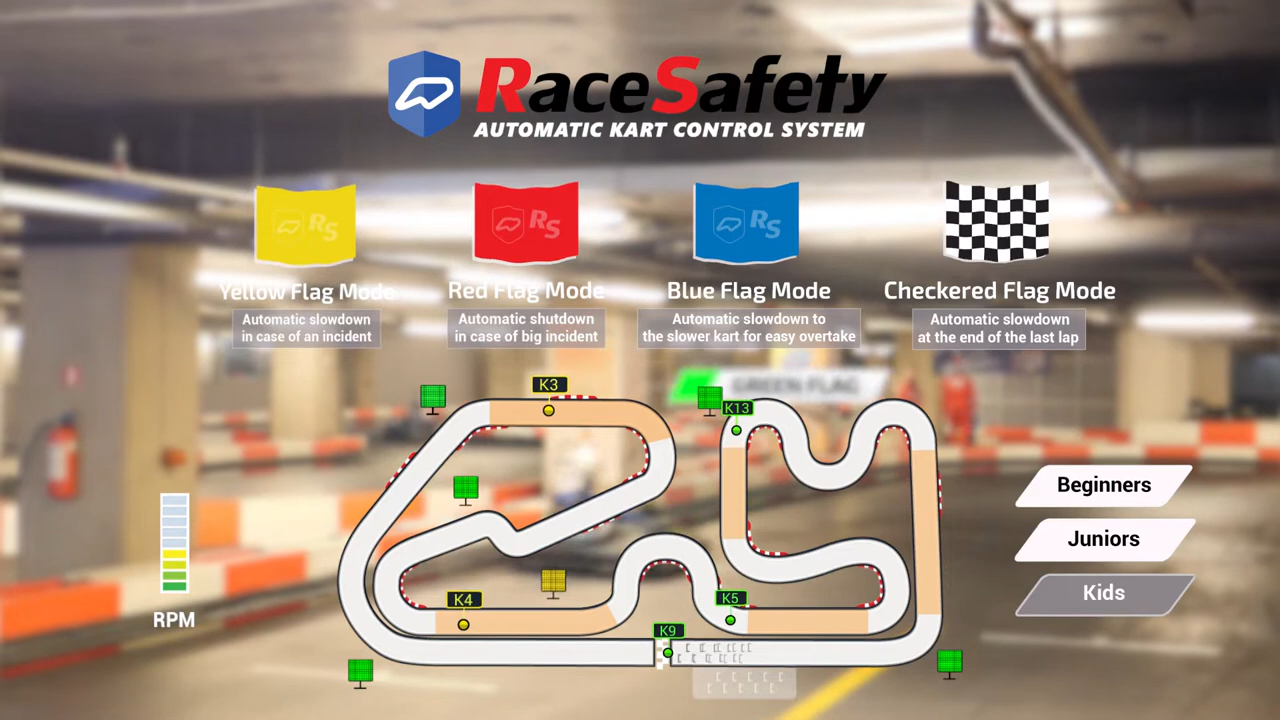 RaceSafety
AUTOMATIC KART CONTROL SYSTEM
RS
RS
RS
Yellow Flag Mode
Red Flag Mode
Blue Flag Mode
Checkered Flag Mode
Automatic slowdown
in case of an incident
Automatic shutdown
in case of big incident
Automatic slowdown to
the slower kart for easy overtake
Automatic slowdown
at the end of the last lap
GREEN FLAG
K3
K13
K4
K5
K9
RPM
Beginners
Juniors
Kids